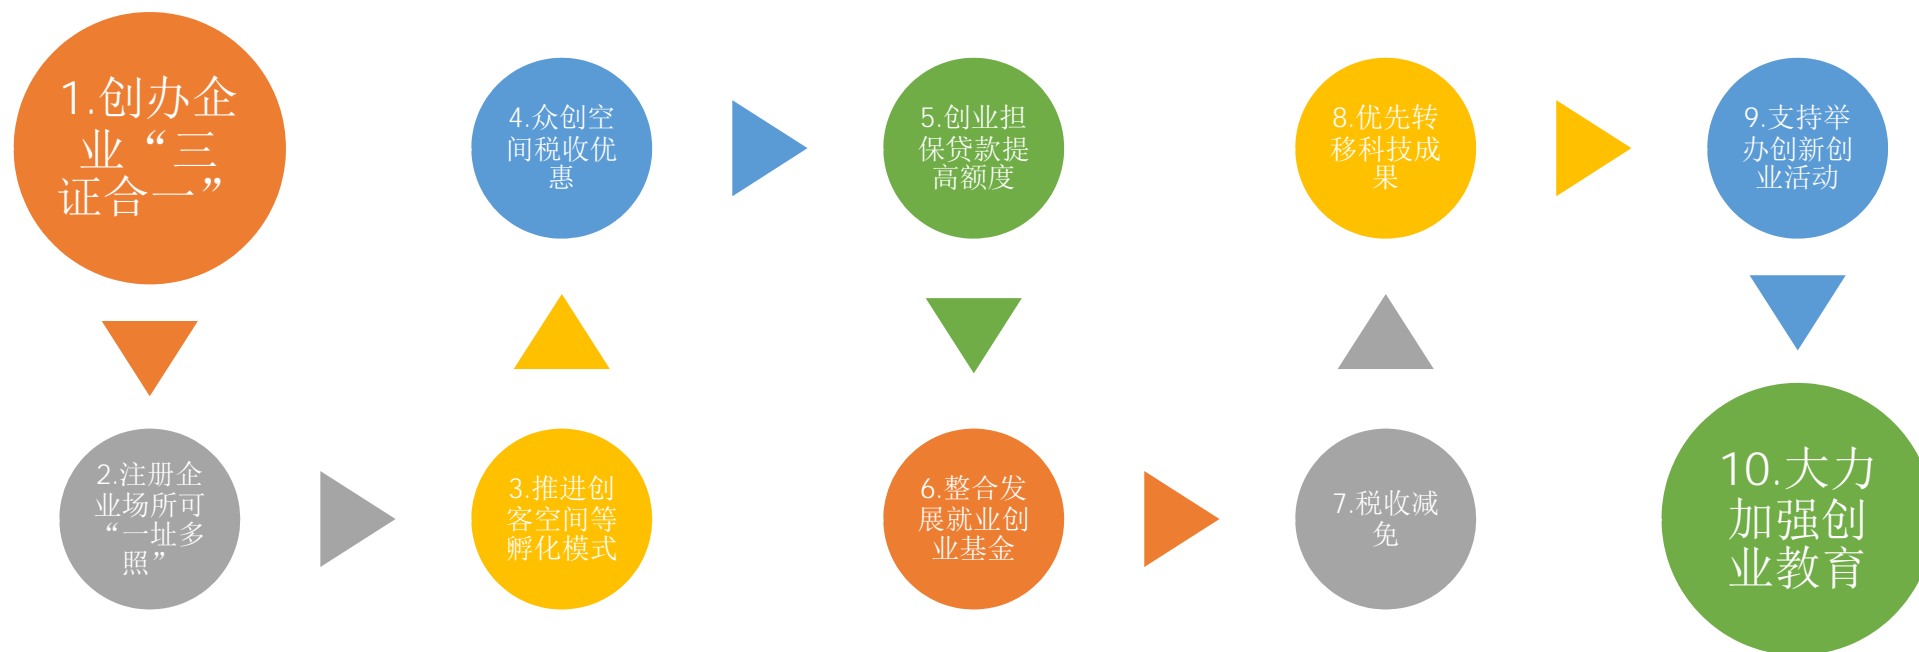 1.创办企
业“三
证合一”
2.注册企
业场所可
“一址多
照”
3.推进创
客空间等
孵化模式
4.众创空
间税收优
惠
5.创业担
保贷款提
高额度
6.整合发
展就业创
业基金
7.税收减
免
8.优先转
移科技成
果
9.支持举
办创新创
业活动
10.大力
加强创
业教育